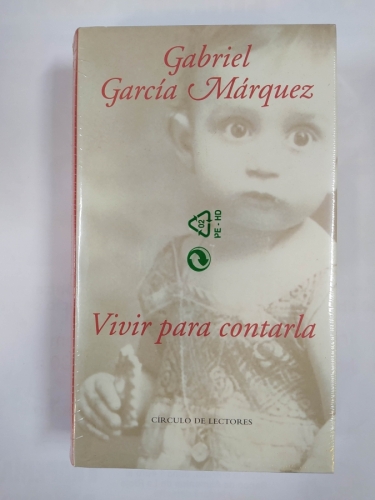 Gabriel
García Márquez
02
PE - HD
Vivir para contarla
CÍRCULO DE LECTORES